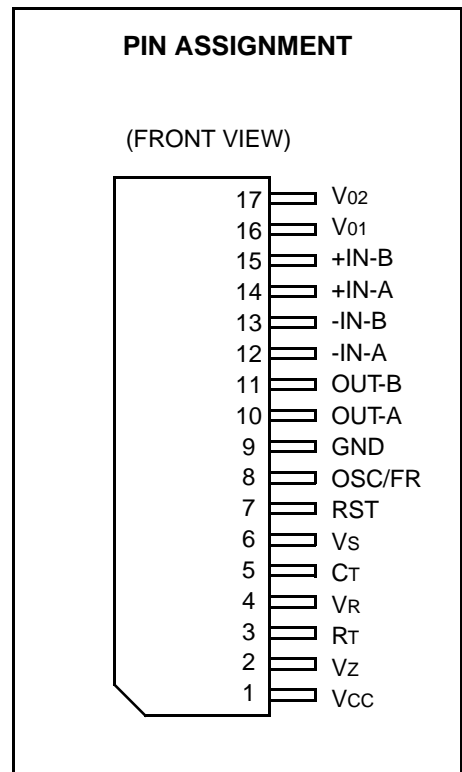 PIN ASSIGNMENT
(FRONT VIEW)
17 V02
16 V01
15 +IN-B
14 +IN-A
13 -IN-B
12 -IN-A
11 OUT-B
10 OUT-A
9 GND
8 OSC/FR
7 RST
6 VS
5 CT
4 VR
3 RT
2 VZ
1 VCC